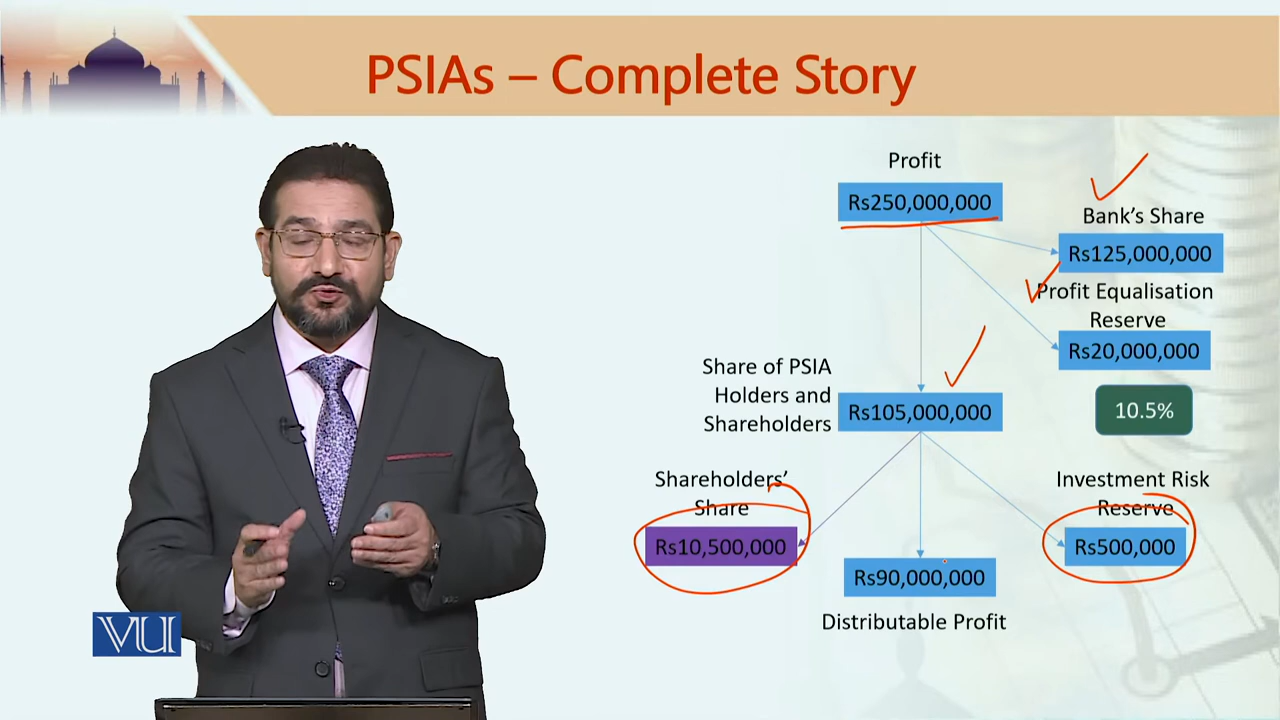 PSIAs – Complete Story
Profit
Rs250,000,000
Bank's Share
Rs125,000,000
Profit Equalisation
Reserve
Rs20,000,000
Share of PSIA
Holders and
Shareholders
Rs105,000,000
10.5%
Shareholders'
Share
Rs10,500,000
Investment Risk
Reserve
Rs500,000
Rs90,000,000
Distributable Profit
VU